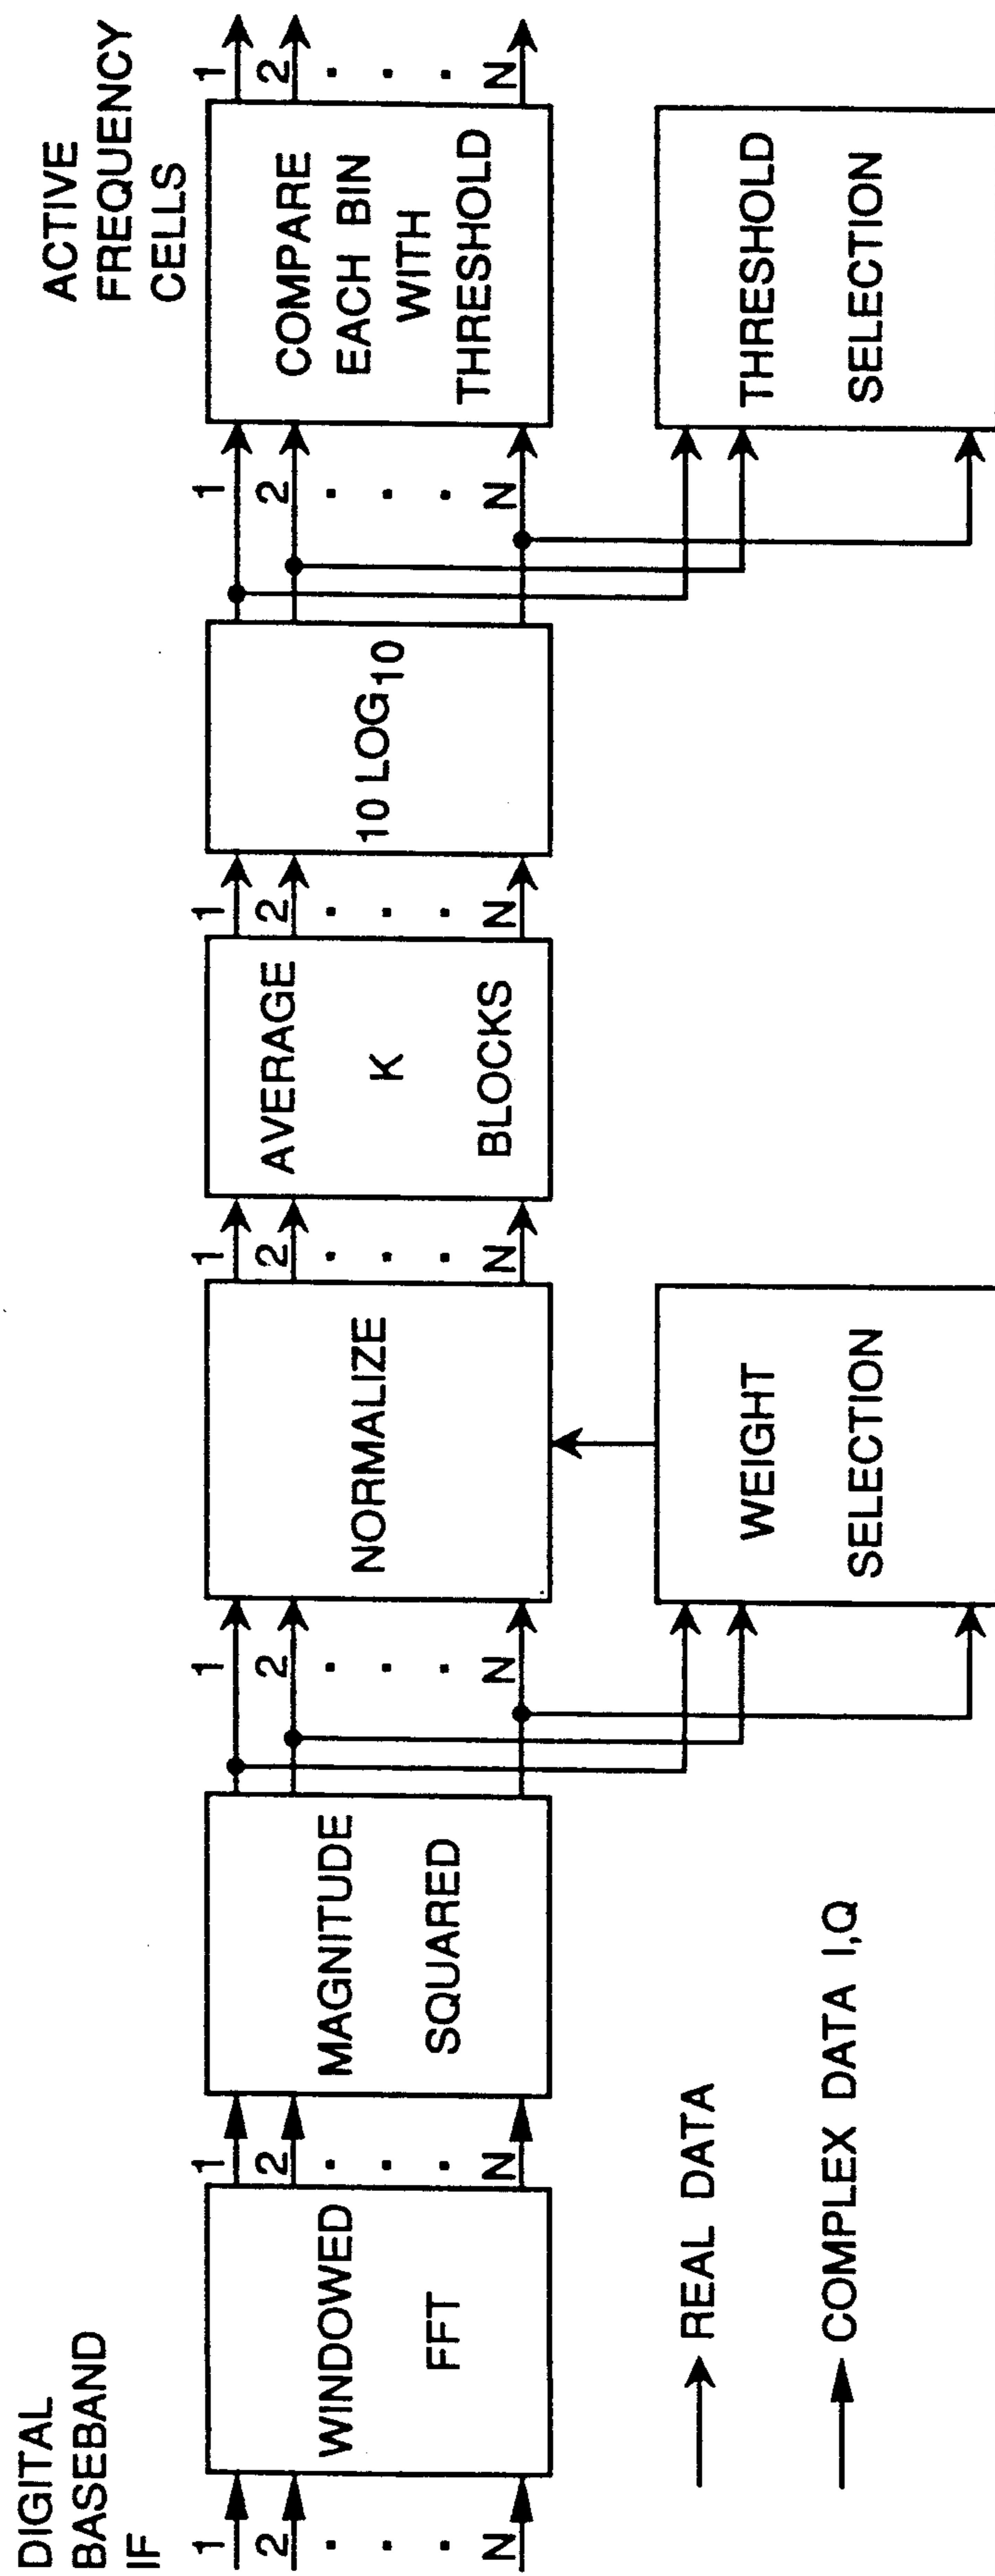 DIGITAL
BASEBAND
IF
1
2
N
WINDOWED
FFT
1
2
N
MAGNITUDE
SQUARED
1
2
N
NORMALIZE
WEIGHT
SELECTION
1
2
N
AVERAGE
K
BLOCKS
1
2
N
10 LOG10
1
2
N
COMPARE
EACH BIN
WITH
THRESHOLD
THRESHOLD
SELECTION
1
2
N
ACTIVE
FREQUENCY
CELLS
REAL DATA
COMPLEX DATA I,Q